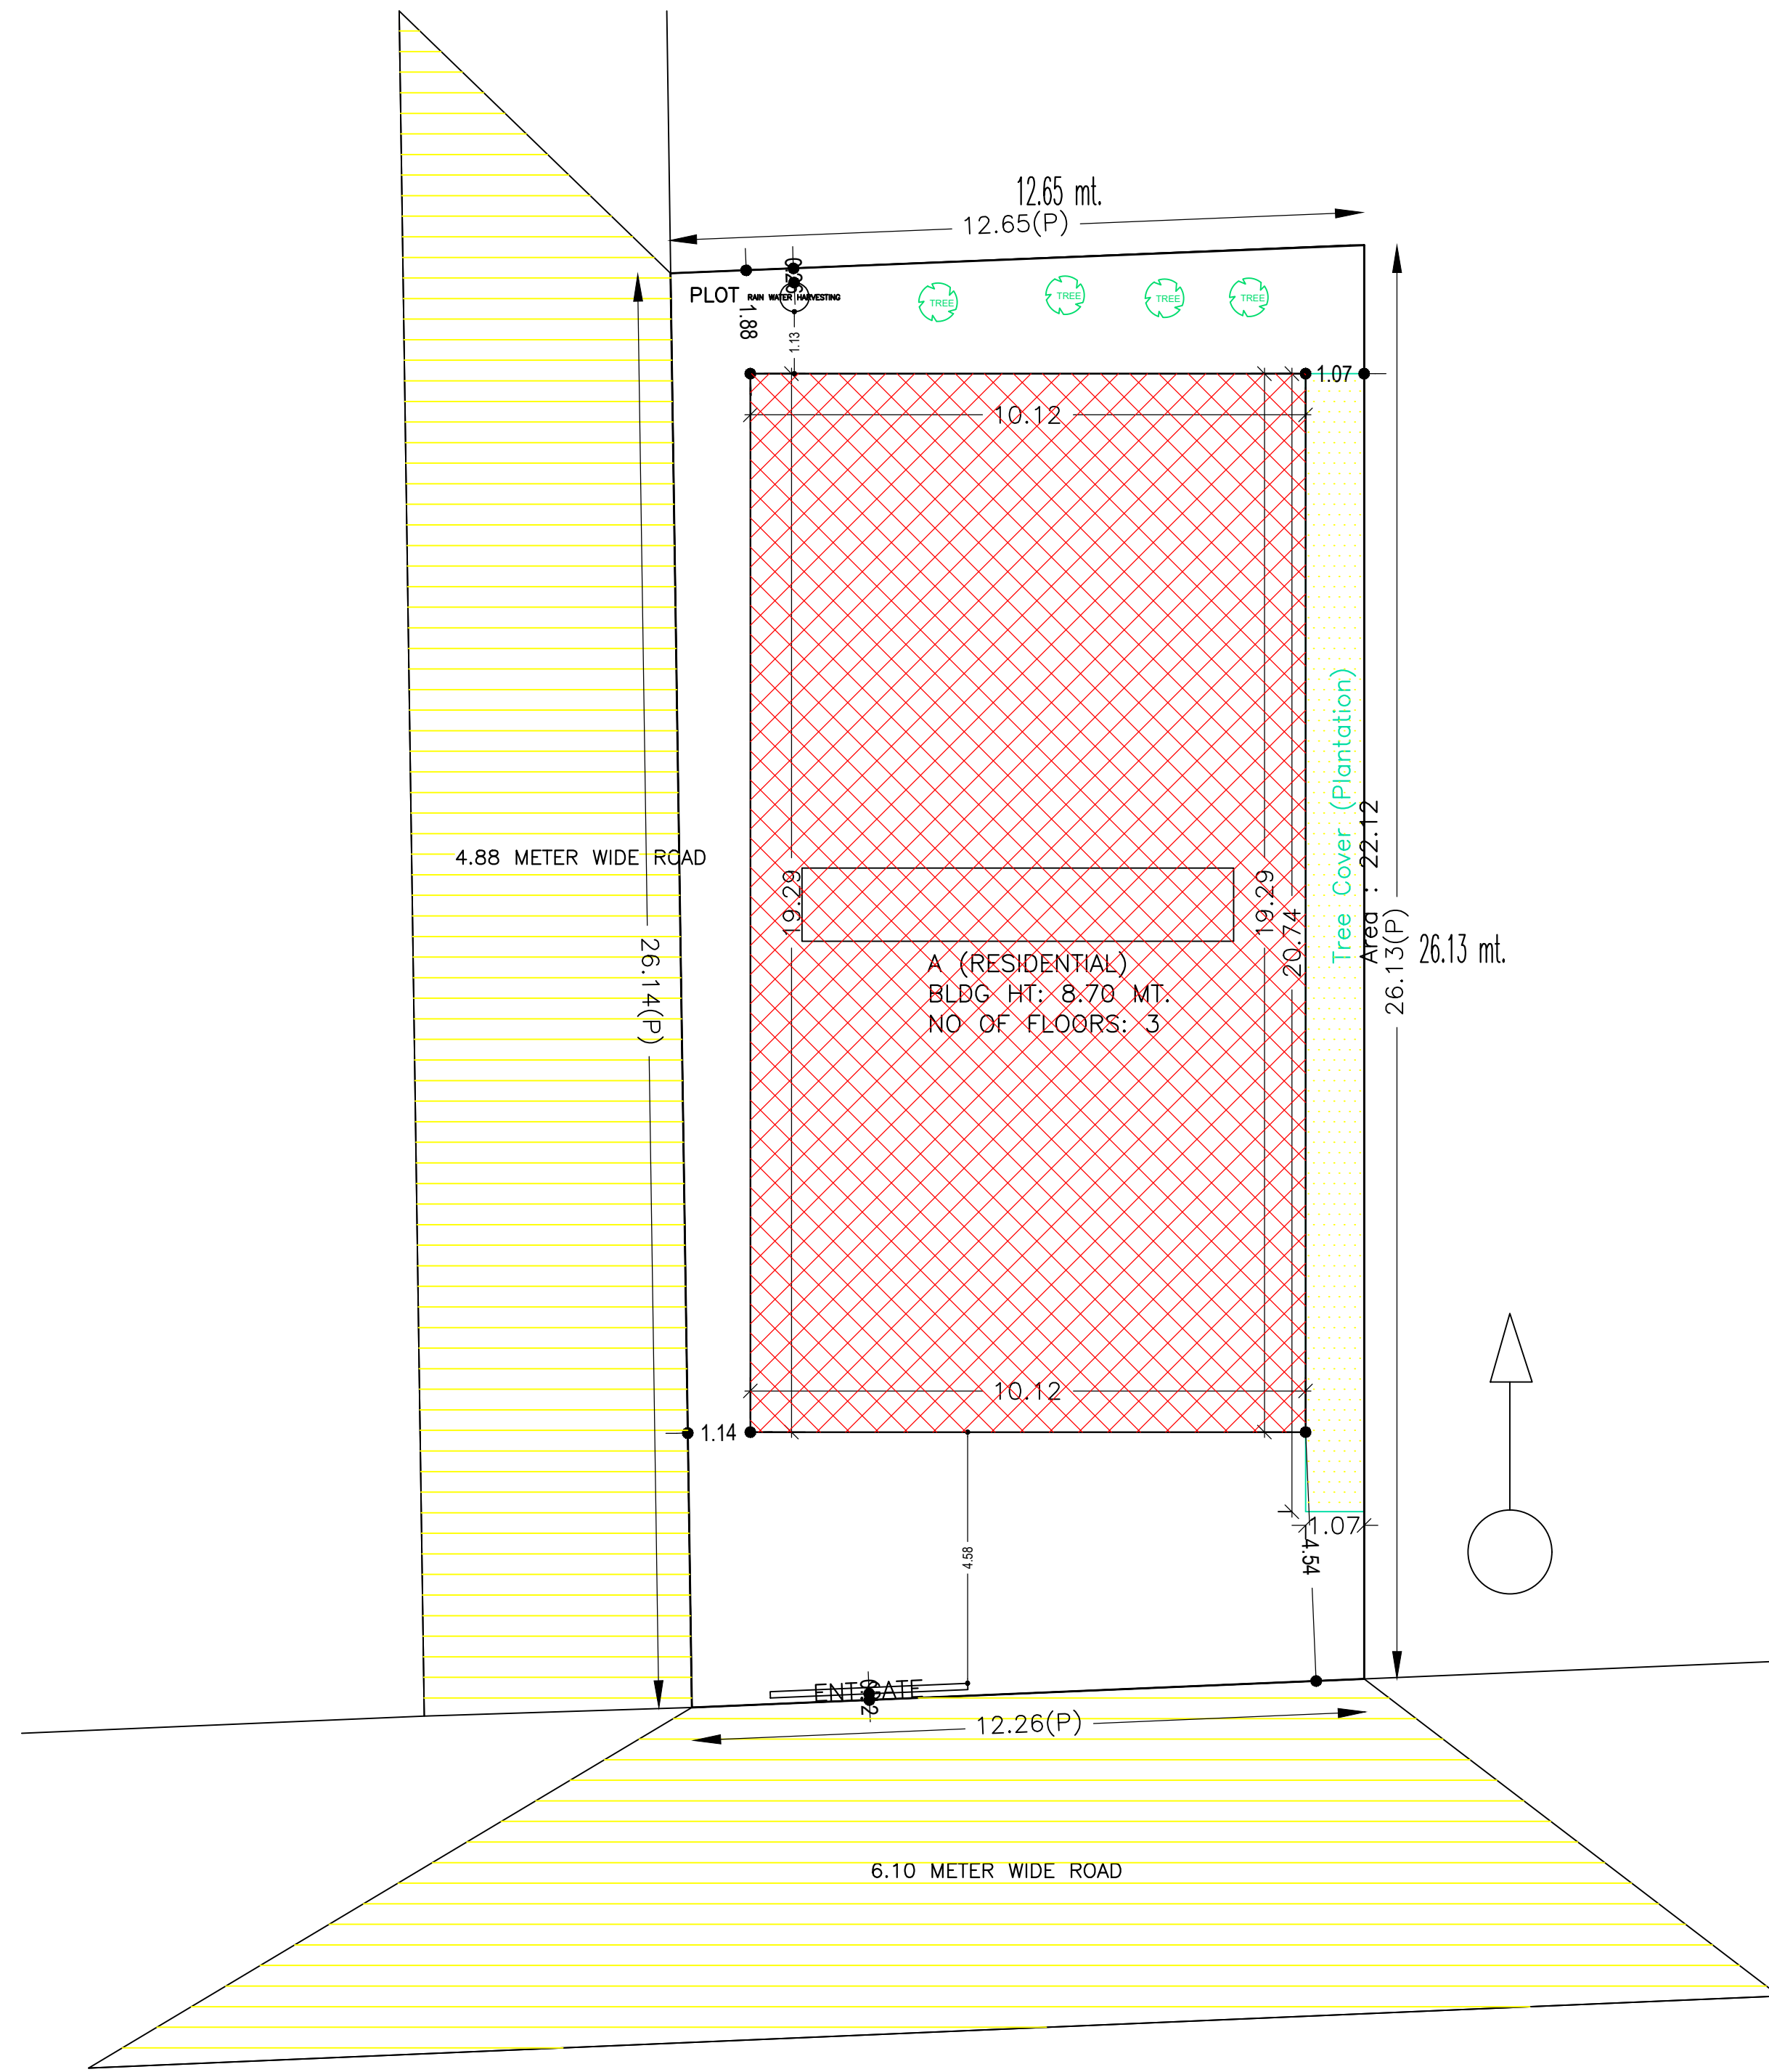 12.65 mt.
12.65(P)
PLOT
RAIN WATER HARVESTING
TREE
TREE
TREE
TREE
1.88
1.13
1.07
10.12
Tree Cover (Plantation)
Area : 22.12
4.88 METER WIDE ROAD
19.29
19.29
20.74
26.14(P)
26.13(P)
26.13 mt.
A (RESIDENTIAL)
BLDG HT: 8.70 MT.
NO OF FLOORS: 3
10.12
1.14
1.07
4.54
4.58
ENT.GATE
12.26(P)
6.10 METER WIDE ROAD